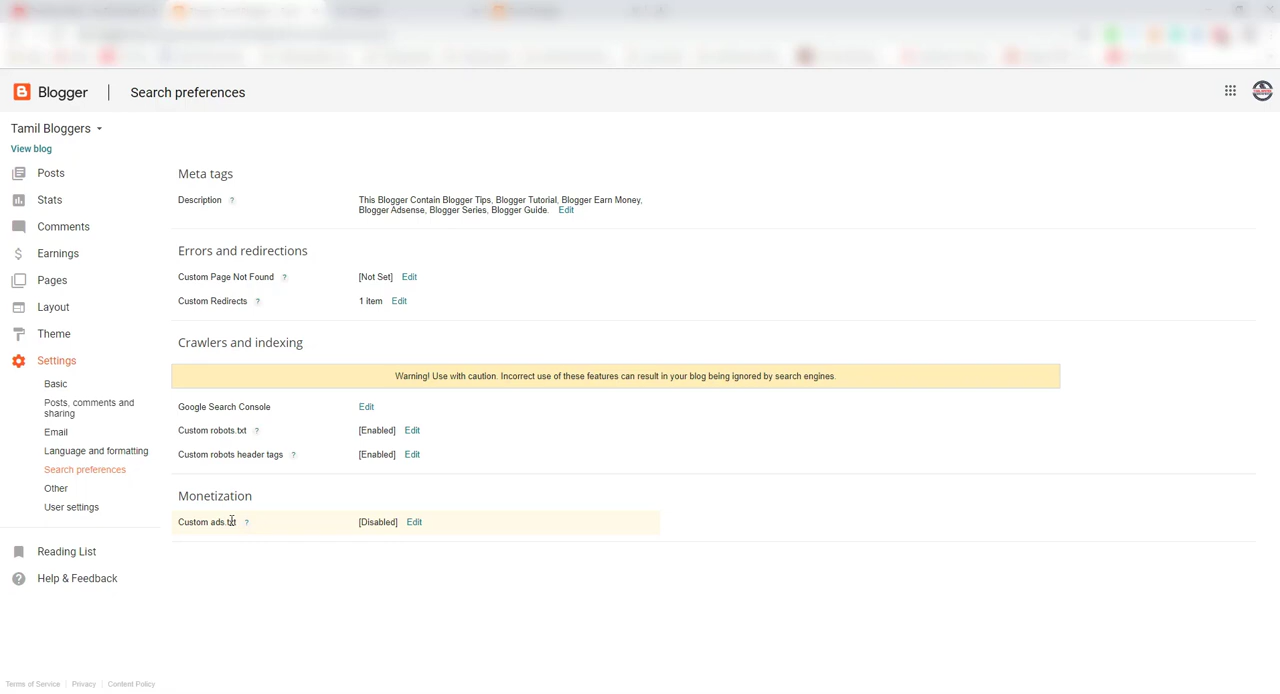 Blogger
Search preferences
Tamil Bloggers
View blog
Posts
Stats
Comments
Earnings
Pages
Layout
Theme
Settings
Basic
Posts, comments and
sharing
Email
Language and formatting
Search preferences
Other
User settings
Reading List
Help & Feedback
Meta tags
Description ? This Blogger Contain Blogger Tips, Blogger Tutorial, Blogger Earn Money,
Blogger Adsense, Blogger Series, Blogger Guide. Edit
Errors and redirections
Custom Page Not Found ? [Not Set] Edit
Custom Redirects ? 1 item Edit
Crawlers and indexing
Warning! Use with caution. Incorrect use of these features can result in your blog being ignored by search engines.
Google Search Console Edit
Custom robots.txt ? [Enabled] Edit
Custom robots header tags ? [Enabled] Edit
Monetization
Custom ads.txt ? [Disabled] Edit
Terms of Service | Privacy | Content Policy